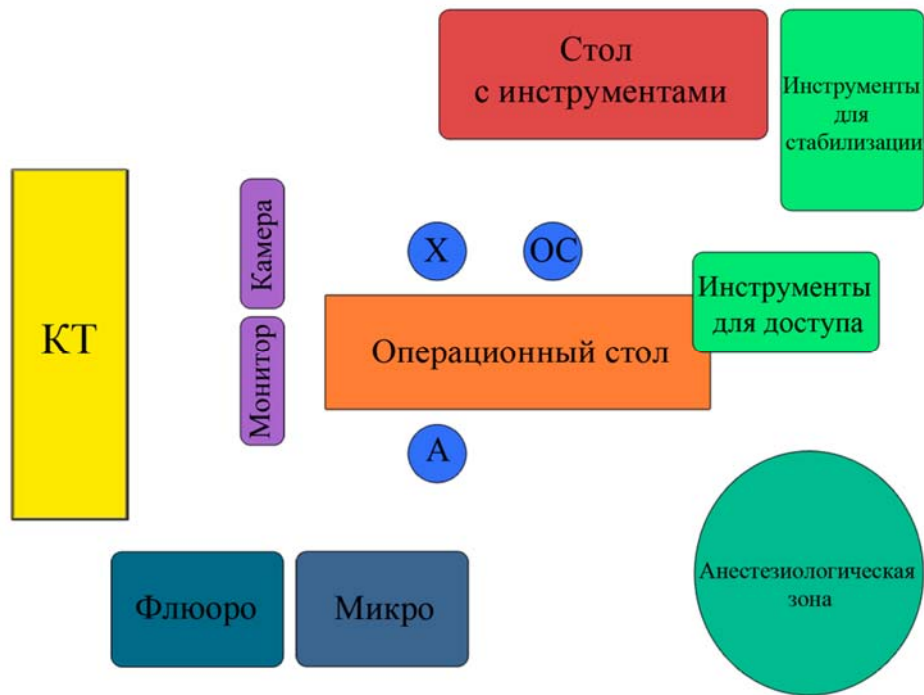 Стол
с инструментами
Инструменты
для
стабилизации
КТ
Камера
Монитор
Х
ОС
Инструменты
для доступа
Операционный стол
А
Флюоро
Микро
Анестезиологическая
зона